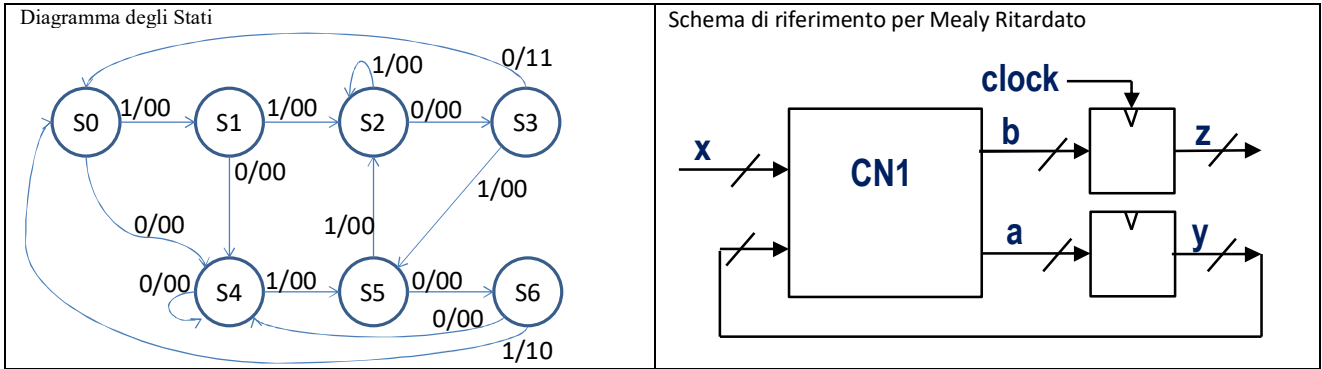 Diagramma degli Stati
0/11
1/00
S0
1/00
S1
1/00
S2
0/00
S3
0/00
1/00
0/00
1/00
0/00
S4
1/00
S5
0/00
S6
0/00
1/10
Schema di riferimento per Mealy Ritardato
clock
x
CN1
b
z
a
y